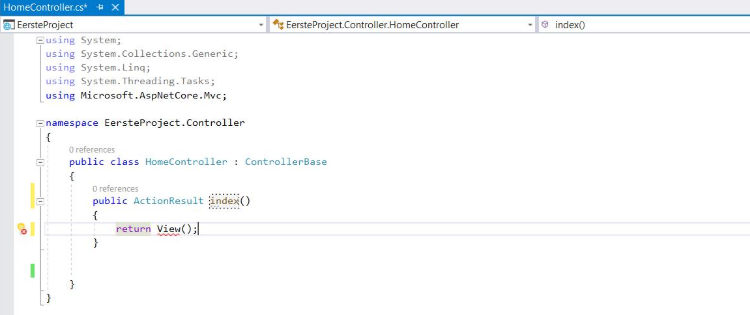 HomeController.cs*
EersteProject
EersteProject.Controller.HomeController
index()
using System;
using System.Collections.Generic;
using System.Linq;
using System.Threading.Tasks;
using Microsoft.AspNetCore.Mvc;
namespace EersteProject.Controller
{
0 references
public class HomeController : ControllerBase
{
0 references
public ActionResult index()
{
return View();
}
}
}